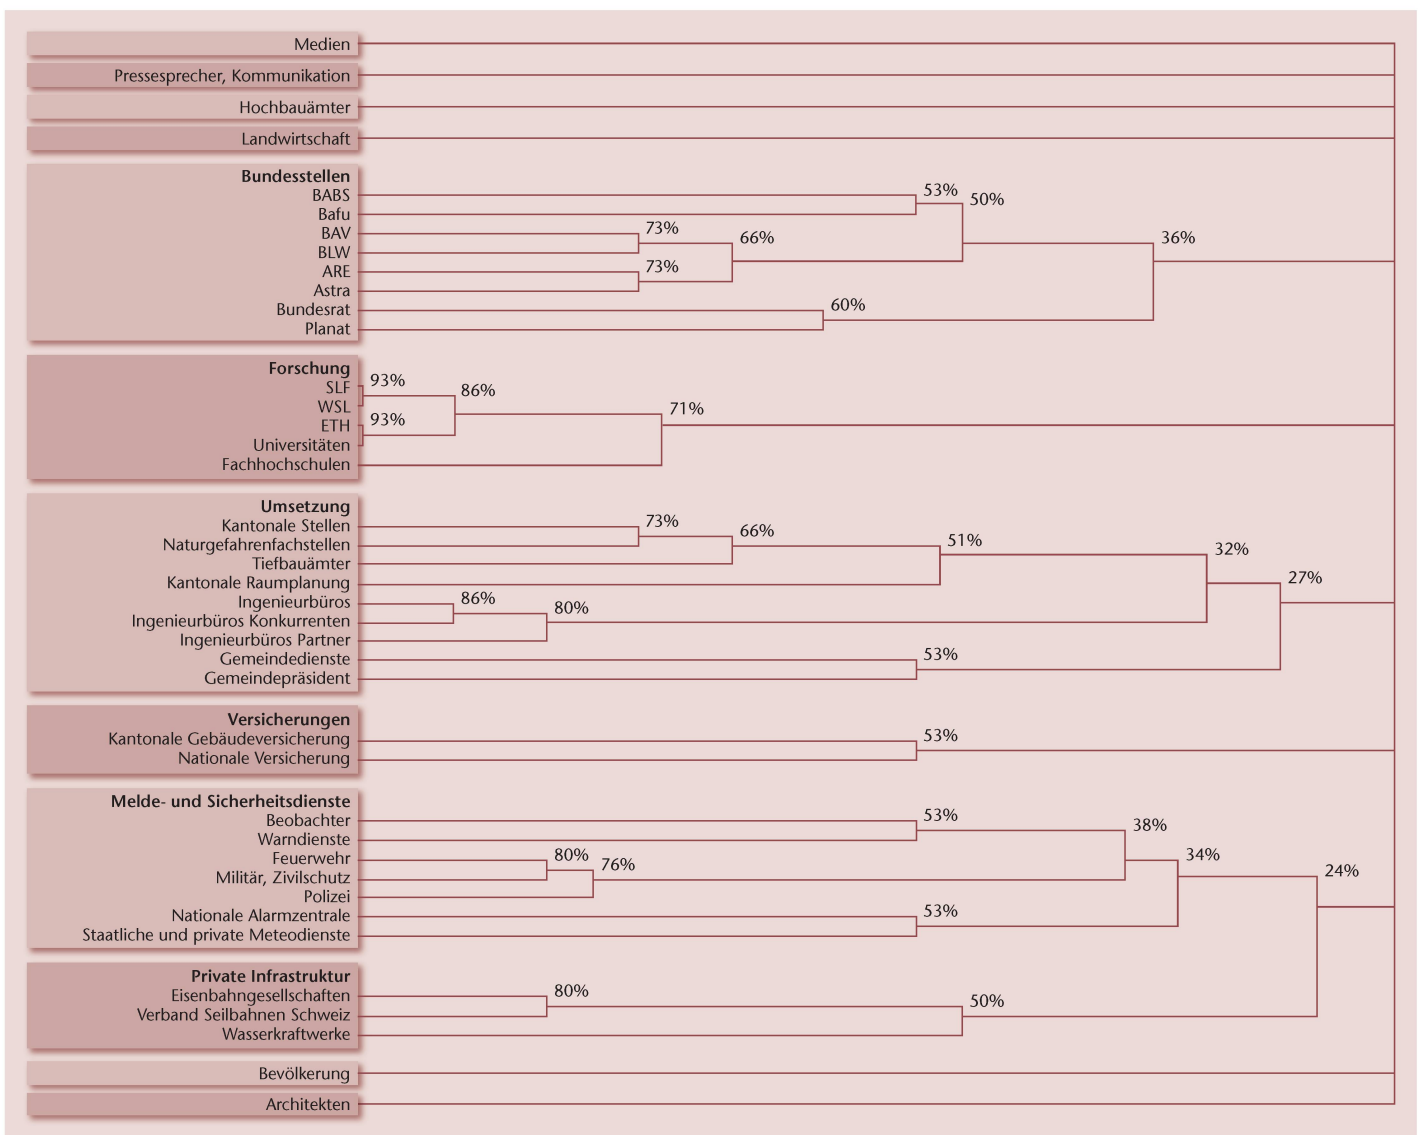 Medien
Pressesprecher, Kommunikation
Hochbauämter
Landwirtschaft
Bundesstellen
BABS
53%
50%
Bafu
BAV
73%
66%
36%
BLW
ARE
73%
Astra
Bundesrat
60%
Planat
Forschung
SLF
93%
86%
WSL
71%
ETH
93%
Universitäten
Fachhochschulen
Umsetzung
Kantonale Stellen
73%
66%
Naturgefahrenfachstellen
51%
32%
Tiefbauämter
Kantonale Raumplanung
27%
Ingenieurbüros
86%
80%
Ingenieurbüros Konkurrenten
Ingenieurbüros Partner
Gemeindedienste
53%
Gemeindepräsident
Versicherungen
Kantonale Gebäudeversicherung
53%
Nationale Versicherung
Melde- und Sicherheitsdienste
Beobachter
53%
38%
Warndienste
Feuerwehr
80%
76%
34%
24%
Militär, Zivilschutz
Polizei
Nationale Alarmzentrale
53%
Staatliche und private Meteodienste
Private Infrastruktur
Eisenbahngesellschaften
80%
50%
Verband Seilbahnen Schweiz
Wasserkraftwerke
Bevölkerung
Architekten